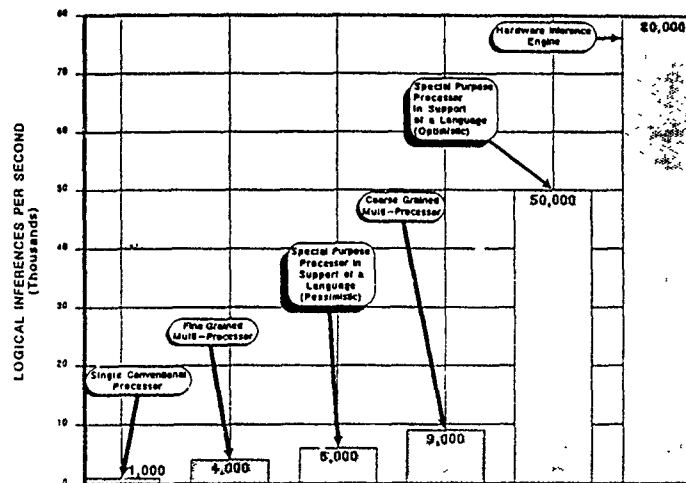 LOGICAL INFERENCES PER SECOND
(Thousands)
80
70
60
50
40
30
20
10
0
Single Conventional
Processor
1,000
Fine Grained
Multi-Processor
4,000
Special Purpose
Processor in
Support of a
Language
(Pessimistic)
6,000
Coarse Grained
Multi-Processor
9,000
Special Purpose
Processor
in Support
of a Language
(Optimistic)
50,000
Hardware Inference
Engine
80,000